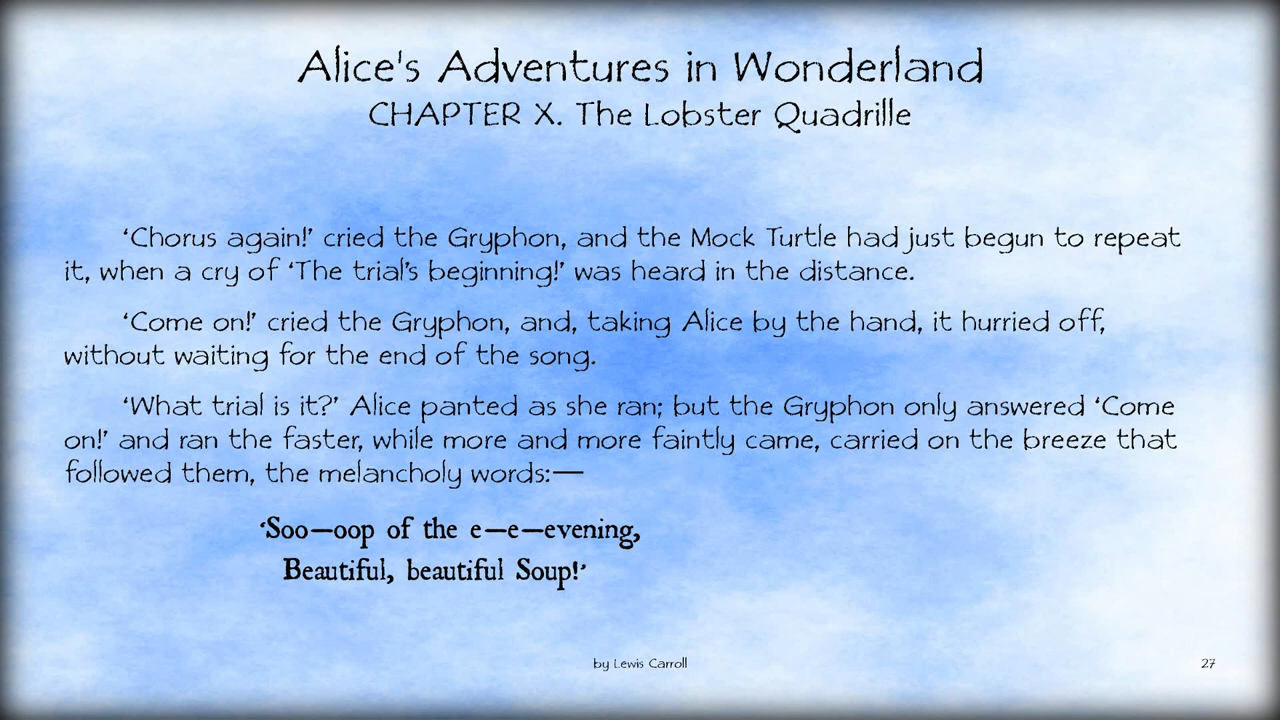 Alice's Adventures in Wonderland
CHAPTER X. The Lobster Quadrille
‘Chorus again!’ cried the Gryphon, and the Mock Turtle had just begun to repeat
it, when a cry of ‘The trial’s beginning!’ was heard in the distance.
‘Come on!’ cried the Gryphon, and, taking Alice by the hand, it hurried off,
without waiting for the end of the song.
‘What trial is it?’ Alice panted as she ran; but the Gryphon only answered ‘Come
on!’ and ran the faster, while more and more faintly came, carried on the breeze that
followed them, the melancholy words:—
‘Soo—oop of the e—e—evening,
Beautiful, beautiful Soup!’
by Lewis Carroll
27